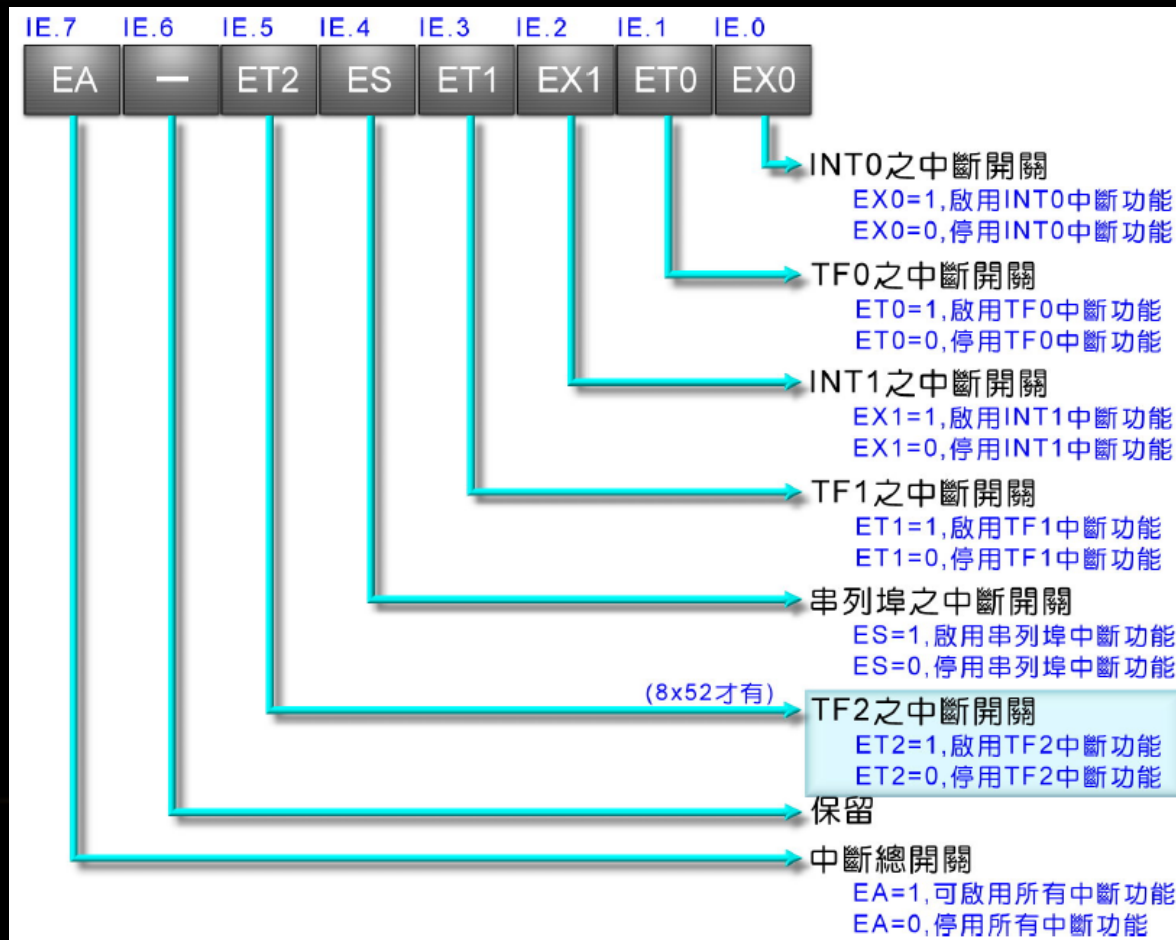 IE.7 IE.6 IE.5 IE.4 IE.3 IE.2 IE.1 IE.0
EA — ET2 ES ET1 EX1 ET0 EX0
INT0之中斷開關
EX0=1,啟用INT0中斷功能
EX0=0,停用INT0中斷功能
TF0之中斷開關
ET0=1,啟用TF0中斷功能
ET0=0,停用TF0中斷功能
INT1之中斷開關
EX1=1,啟用INT1中斷功能
EX1=0,停用INT1中斷功能
TF1之中斷開關
ET1=1,啟用TF1中斷功能
ET1=0,停用TF1中斷功能
串列埠之中斷開關
ES=1,啟用串列埠中斷功能
ES=0,停用串列埠中斷功能
(8x52才有)
TF2之中斷開關
ET2=1,啟用TF2中斷功能
ET2=0,停用TF2中斷功能
保留
中斷總開關
EA=1,可啟用所有中斷功能
EA=0,停用所有中斷功能